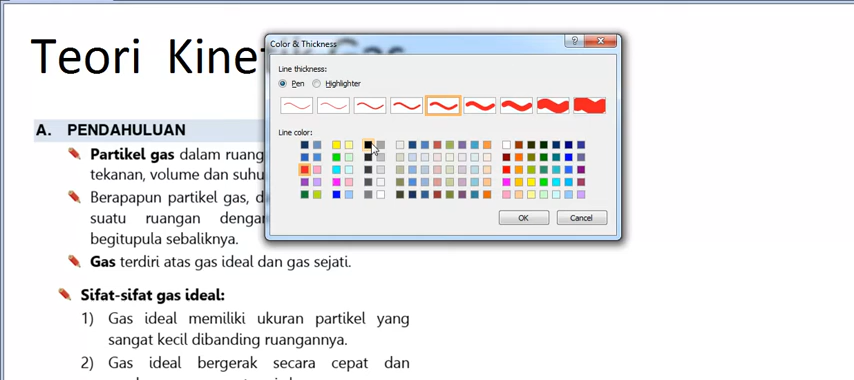 Teori Kinetik Gas
Color & Thickness
Line thickness:
Pen Highlighter
Line color:
OK Cancel
A. PENDAHULUAN
Partikel gas dalam ruang
tekanan, volume dan suhu
Berapapun partikel gas, d
suatu ruangan dengan
begitupula sebaliknya.
Gas terdiri atas gas ideal dan gas sejati.
Sifat-sifat gas ideal:
1) Gas ideal memiliki ukuran partikel yang
sangat kecil dibanding ruangannya.
2) Gas ideal bergerak secara cepat dan